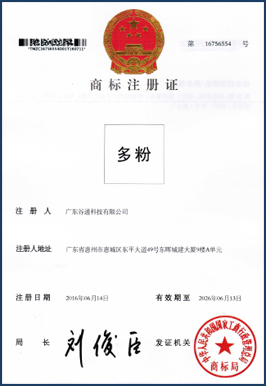 第 16756554 号
商标注册证
多粉
注册人 广东谷通科技有限公司
注册人地址 广东省惠州市惠城区东平大道49号东晖城建大厦9楼A单元
注册日期 2016年06月14日 有效期至 2026年06月13日
局长 刘俊臣 发证机关
中华人民共和国国家工商行政管理总局
商标局